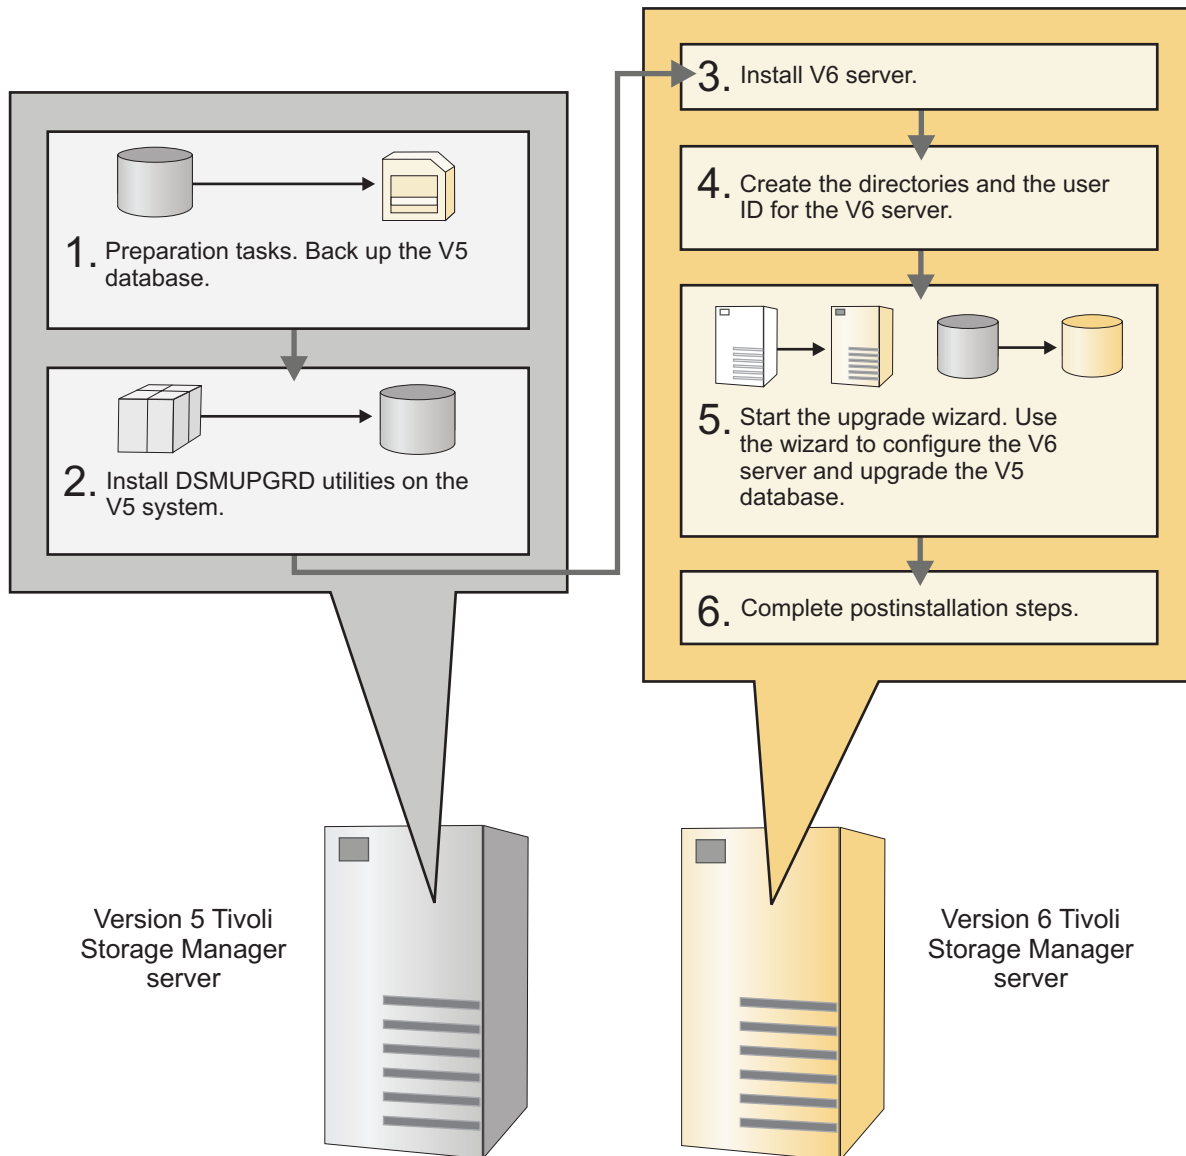 1. Preparation tasks. Back up the V5
database.
2. Install DSMUPGRD utilities on the
V5 system.
3. Install V6 server.
4. Create the directories and the user
ID for the V6 server.
5. Start the upgrade wizard. Use
the wizard to configure the V6
server and upgrade the V5
database.
6. Complete postinstallation steps.
Version 5 Tivoli
Storage Manager
server
Version 6 Tivoli
Storage Manager
server